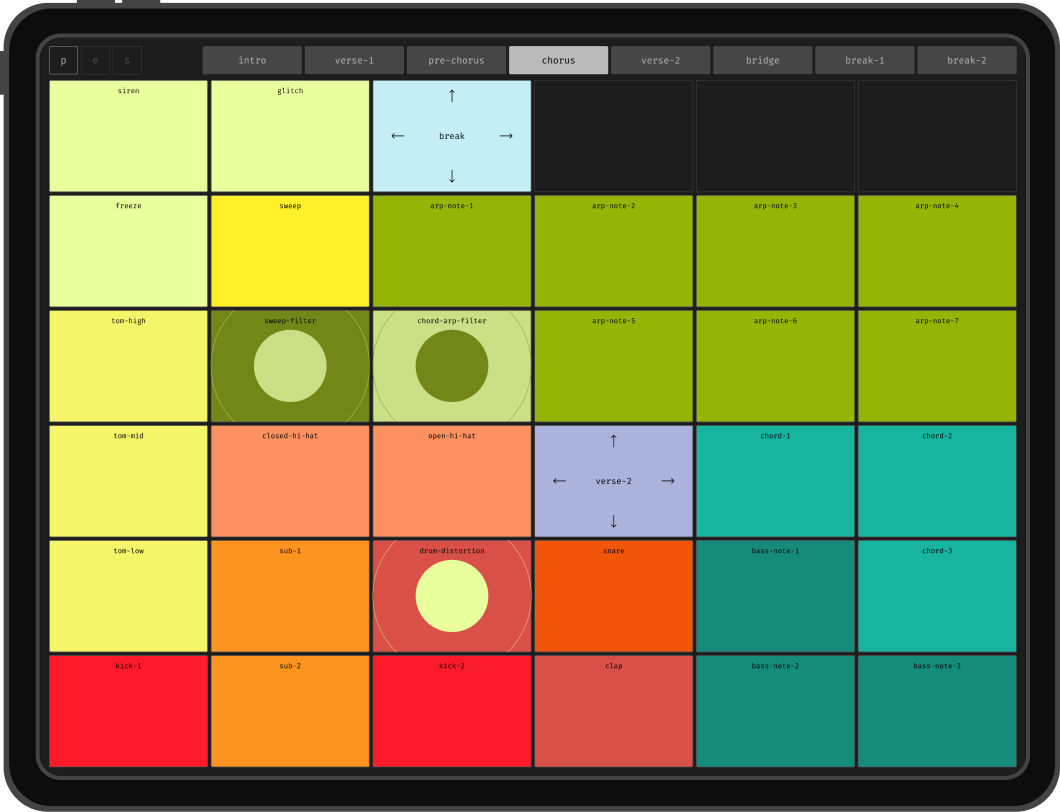 p e s intro verse-1 pre-chorus chorus verse-2 bridge break-1 break-2
siren glitch ↑
← break →
↓
freeze sweep arp-note-1 arp-note-2 arp-note-3 arp-note-4
tom-high sweep-filter chord-arp-filter arp-note-5 arp-note-6 arp-note-7
tom-mid closed-hi-hat open-hi-hat ↑ chord-1 chord-2
← verse-2 →
↓
tom-low sub-1 drum-distortion snare bass-note-1 chord-3
kick-1 sub-2 kick-2 clap bass-note-2 bass-note-3